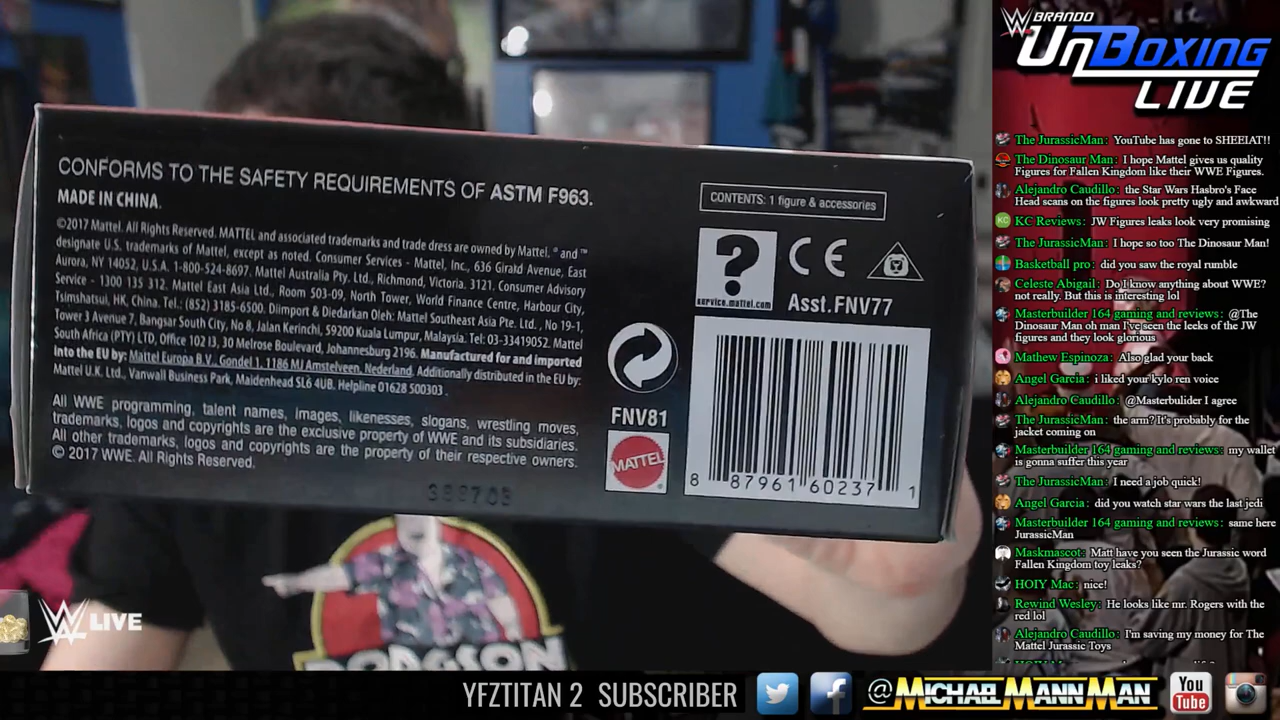 CONFORMS TO THE SAFETY REQUIREMENTS OF ASTM F963.
MADE IN CHINA.
©2017 Mattel. All Rights Reserved. MATTEL and associated trademarks and trade dress are owned by Mattel. ® and ™
designate U.S. trademarks of Mattel, except as noted. Consumer Services - Mattel, Inc., 636 Girard Avenue, East
Aurora, NY 14052, U.S.A. 1-800-524-8697. Mattel Australia Pty., Ltd., Richmond, Victoria. 3121. Consumer Advisory
Service - 1300 135 312. Mattel East Asia Ltd., Room 503-09, North Tower, World Finance Centre, Harbour City,
Tsimshatsui, HK, China. Tel.: (852) 3185-6500. Diimport & Diedarkan Oleh: Mattel Southeast Asia Pte. Ltd., No 19-1,
Tower 3 Avenue 7, Bangsar South City, No 8, Jalan Kerinchi, 59200 Kuala Lumpur, Malaysia. Tel: 03-33419052. Mattel
South Africa (PTY) LTD, Office 102 I3, 30 Melrose Boulevard, Johannesburg 2196. Manufactured for and imported
Into the EU by: Mattel Europa B.V., Gondel 1, 1186 MJ Amstelveen, Nederland. Additionally distributed in the EU by:
Mattel U.K. Ltd., Vanwall Business Park, Maidenhead SL6 4UB. Helpline 01628 500303.
All WWE programming, talent names, images, likenesses, slogans, wrestling moves,
trademarks, logos and copyrights are the exclusive property of WWE and its subsidiaries.
All other trademarks, logos and copyrights are the property of their respective owners.
© 2017 WWE. All Rights Reserved.
CONTENTS: 1 figure & accessories
?
service.mattel.com
CE
Asst.FNV77
FNV81
MATTEL
8 87961 60237 1
W LIVE
YFZTITAN 2 SUBSCRIBER
@MICHAELMANNMAN
You
Tube
W BRANDO
UNBOXING
LIVE
The JurassicMan: YouTube has gone to SHEEIAT!!
The Dinosaur Man: I hope Mattel gives us quality
Figures for Fallen Kingdom like their WWE Figures.
Alejandro Caudillo: the Star Wars Hasbro's Face
Head scans on the figures look pretty ugly and awkward
KC Reviews: JW Figures leaks look very promising
The JurassicMan: I hope so too The Dinosaur Man!
Basketball pro: did you saw the royal rumble
Celeste Abigail: Do I know anything about WWE?
not really. But this is interesting lol
Masterbuilder 164 gaming and reviews: @The
Dinosaur Man oh man I've seen the leeks of the JW
figures and they look glorious
Mathew Espinoza: Also glad your back
Angel Garcia: i liked your kylo ren voice
Alejandro Caudillo: @Masterbulider I agree
The JurassicMan: the arm? It's probably for the
jacket coming on
Masterbuilder 164 gaming and reviews: my wallet
is gonna suffer this year
The JurassicMan: I need a job quick!
Angel Garcia: did you watch star wars the last jedi
Masterbuilder 164 gaming and reviews: same here
JurassicMan
Maskmascot: Matt have you seen the Jurassic word
Fallen Kingdom toy leaks?
HOIY Mac: nice!
Rewind Wesley: He looks like mr. Rogers with the
red lol
Alejandro Caudillo: I'm saving my money for The
Mattel Jurassic Toys